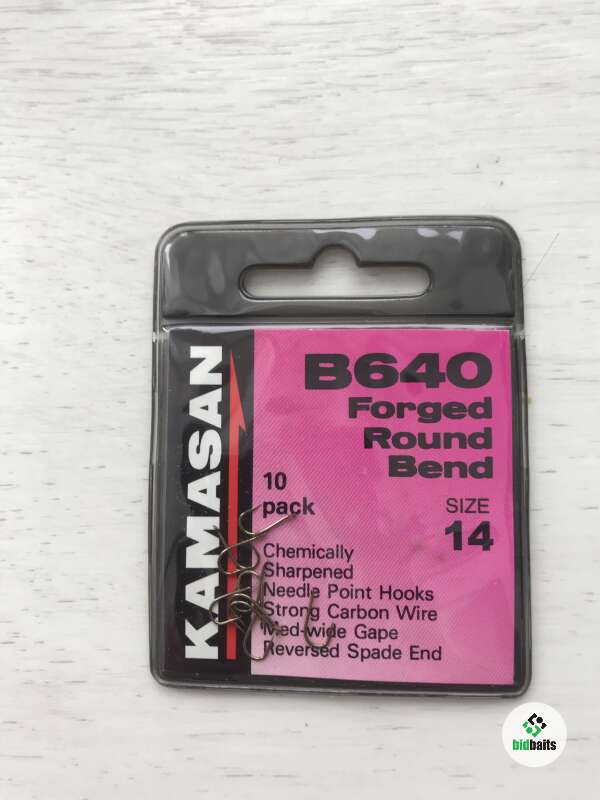 KAMASAN
B640
Forged
Round
Bend
10
pack
SIZE
14
Chemically
Sharpened
Needle Point Hooks
Strong Carbon Wire
Med-wide Gape
Reversed Spade End
bidbaits